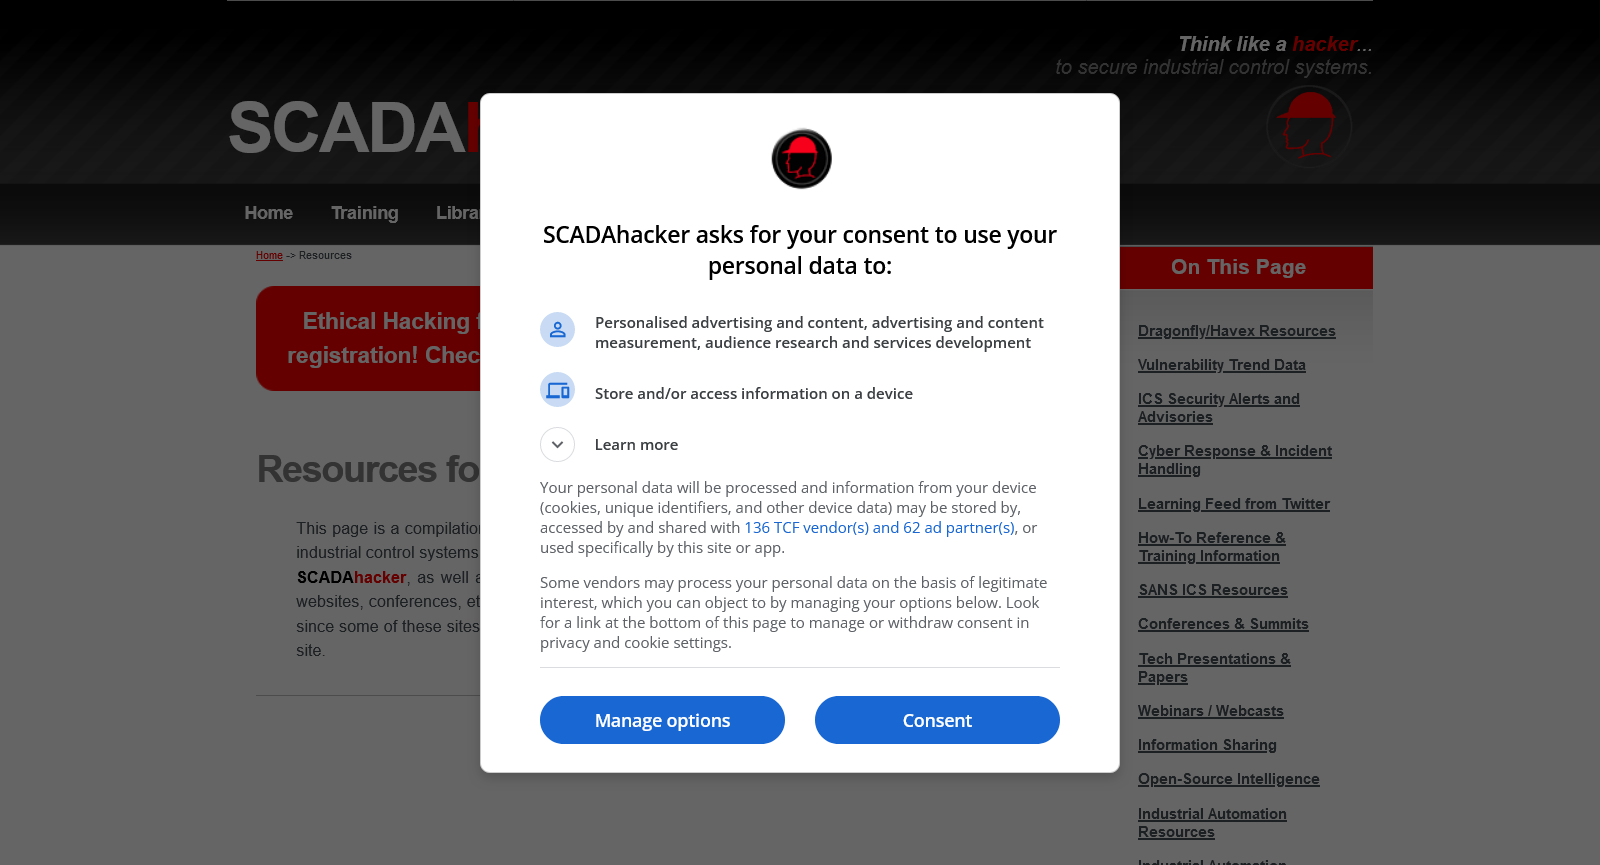 Think like a hacker...
to secure industrial control systems.
SCADA
Home Training
Home -> Resources
On This Page
Ethical Hacking
registration!
Resources
This page is a compilation
industrial control systems
SCADAhacker, as well
websites, conferences,
since some of these sites
site.
SCADAhacker asks for your consent to use your
personal data to:
Personalised advertising and content, advertising and content
measurement, audience research and services development
Store and/or access information on a device
Learn more
Your personal data will be processed and information from your device
(cookies, unique identifiers, and other device data) may be stored by,
accessed by and shared with 136 TCF vendor(s) and 62 ad partner(s), or
used specifically by this site or app.
Some vendors may process your personal data on the basis of legitimate
interest, which you can object to by managing your options below. Look
for a link at the bottom of this page to manage or withdraw consent in
privacy and cookie settings.
Manage options
Consent
Dragonfly/Havex Resources
Vulnerability Trend Data
ICS Security Alerts and
Advisories
Cyber Response & Incident
Handling
Learning Feed from Twitter
How-To Reference &
Training Information
SANS ICS Resources
Conferences & Summits
Tech Presentations &
Papers
Webinars / Webcasts
Information Sharing
Open-Source Intelligence
Industrial Automation
Resources
Industrial Automation